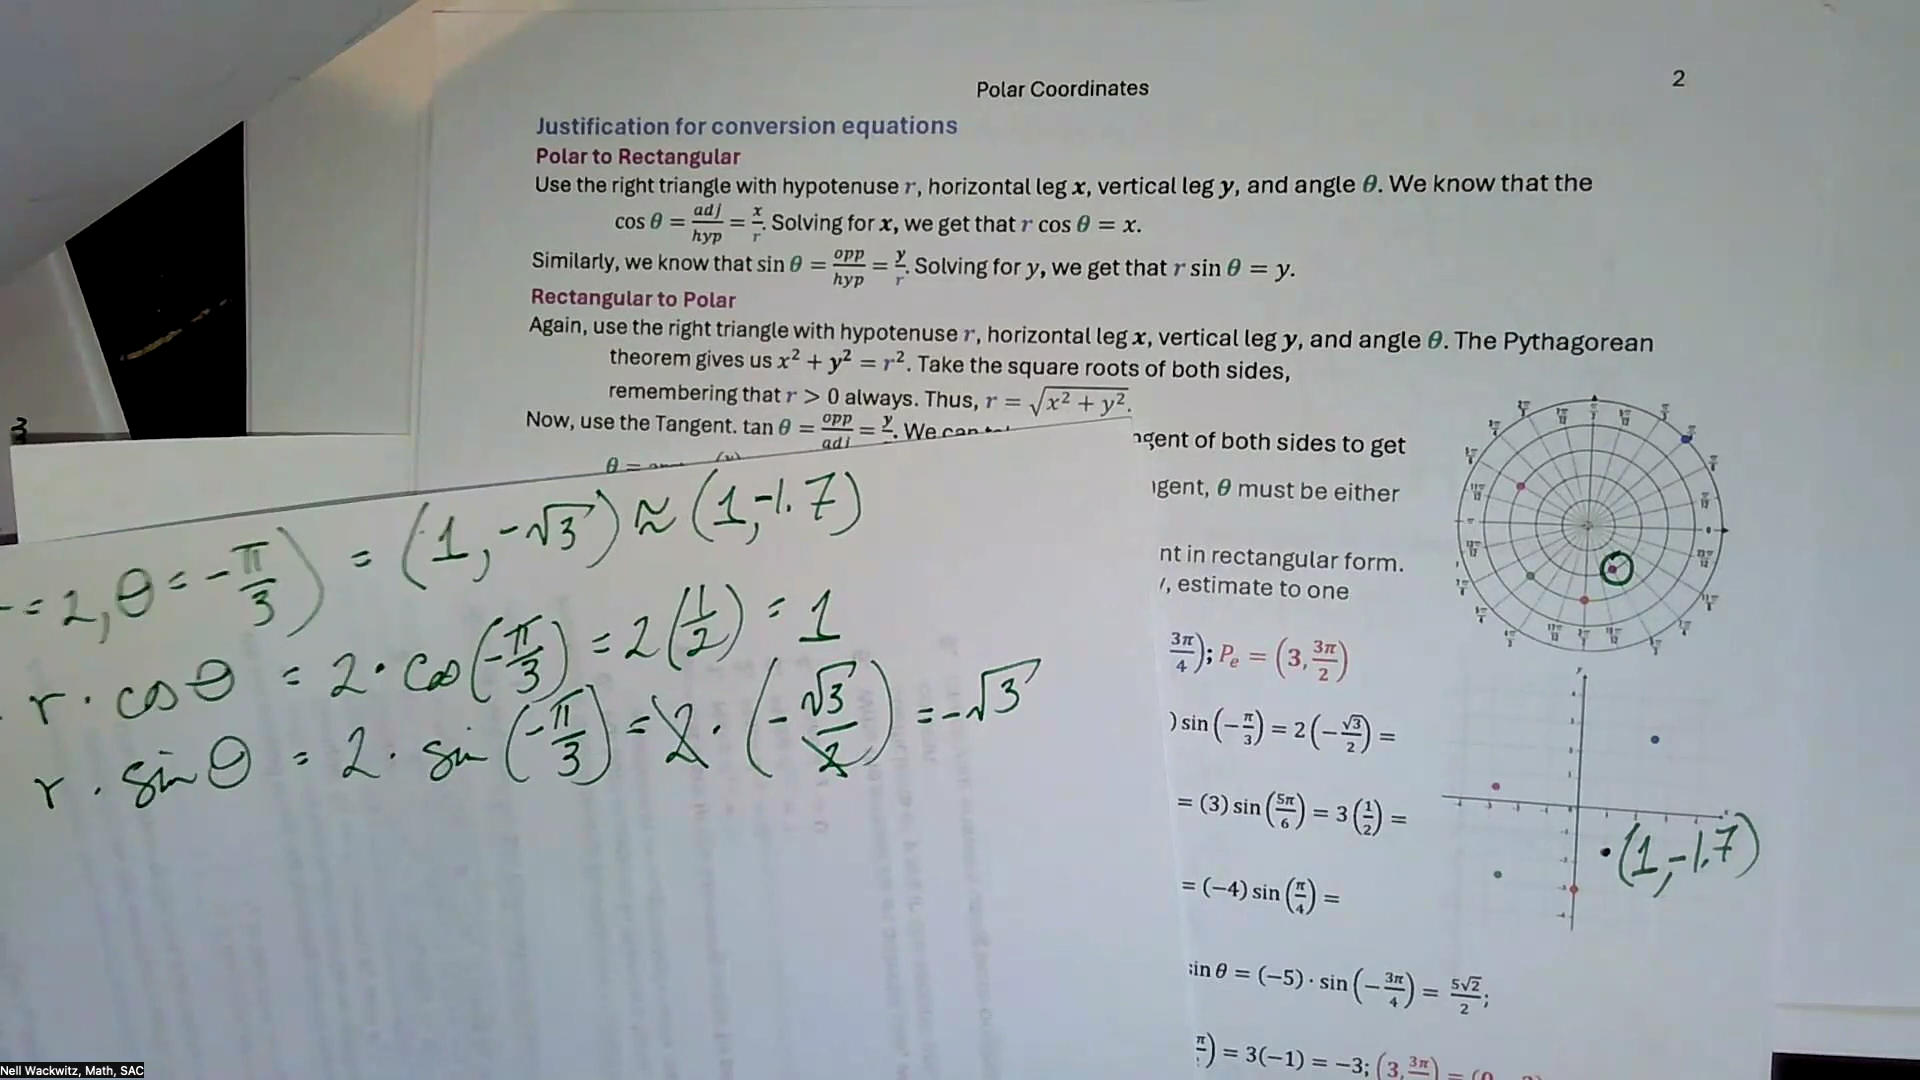 Polar Coordinates
2
Justification for conversion equations
Polar to Rectangular
Use the right triangle with hypotenuse r, horizontal leg x, vertical leg y, and angle θ. We know that the
cos θ = adj/hyp = x/r. Solving for x, we get that r cos θ = x.
Similarly, we know that sin θ = opp/hyp = y/r. Solving for y, we get that r sin θ = y.
Rectangular to Polar
Again, use the right triangle with hypotenuse r, horizontal leg x, vertical leg y, and angle θ. The Pythagorean
theorem gives us x² + y² = r². Take the square roots of both sides,
remembering that r > 0 always. Thus, r = √(x² + y²).
Now, use the Tangent. tan θ = opp/adj = y/. We can
gent of both sides to get
θ =
gent, θ must be either
nt in rectangular form.
, estimate to one
3π/4); Pₑ = (3, 3π/2)
) sin(−π/3) = 2(−√3/2) =
= (3) sin(5π/6) = 3(1/2) =
= (−4) sin(π/4) =
in θ = (−5) · sin(−3π/4) = 5√2/2;
) = 3(−1) = −3; (3, 3π
= 2, θ = -π/3) = (1, -√3) ≈ (1, -1.7)
r · cos θ = 2 · cos(-π/3) = 2(1/2) = 1
r · sin θ = 2 · sin(-π/3) = 2 · (-√3/2) = -√3
(1, -1.7)
Nell Wackwitz, Math, SAC